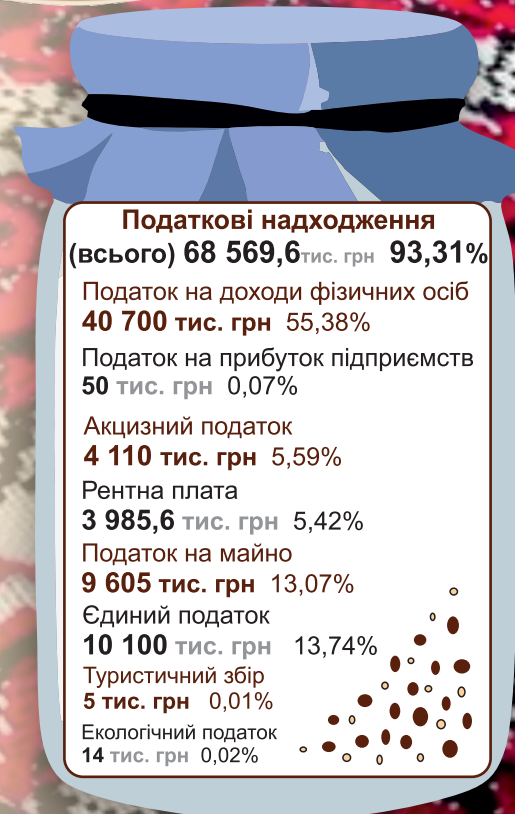 Податкові надходження
(всього) 68 569,6тис. грн 93,31%
Податок на доходи фізичних осіб
40 700 тис. грн 55,38%
Податок на прибуток підприємств
50 тис. грн 0,07%
Акцизний податок
4 110 тис. грн 5,59%
Рентна плата
3 985,6 тис. грн 5,42%
Податок на майно
9 605 тис. грн 13,07%
Єдиний податок
10 100 тис. грн 13,74%
Туристичний збір
5 тис. грн 0,01%
Екологічний податок
14 тис. грн 0,02%